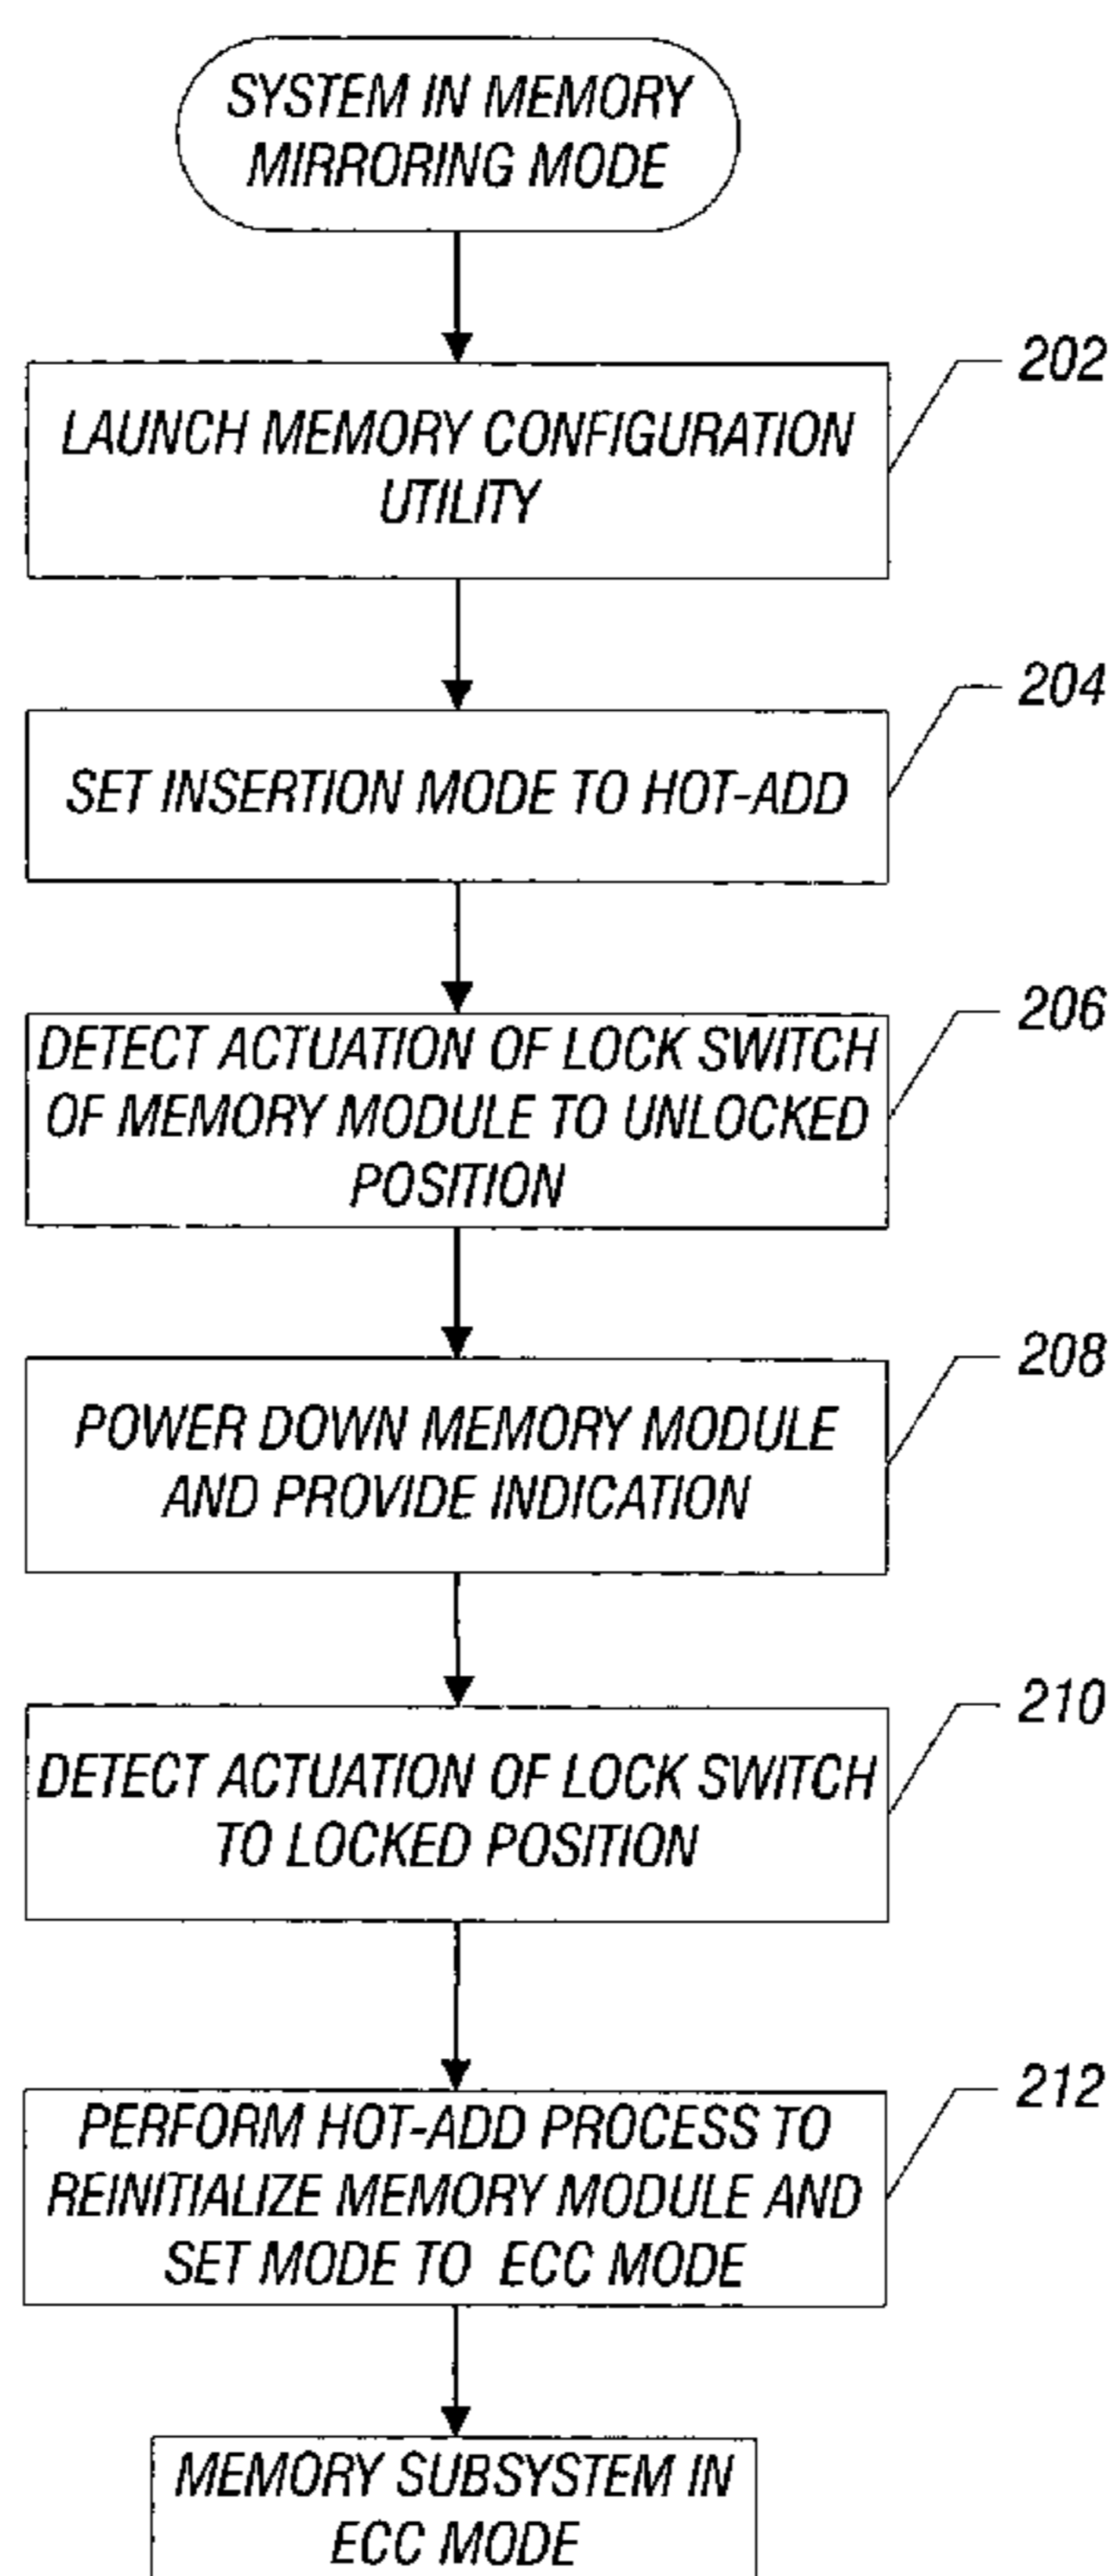 SYSTEM IN MEMORY
MIRRORING MODE
202
LAUNCH MEMORY CONFIGURATION
UTILITY
204
SET INSERTION MODE TO HOT-ADD
206
DETECT ACTUATION OF LOCK SWITCH
OF MEMORY MODULE TO UNLOCKED
POSITION
208
POWER DOWN MEMORY MODULE
AND PROVIDE INDICATION
210
DETECT ACTUATION OF LOCK SWITCH
TO LOCKED POSITION
212
PERFORM HOT-ADD PROCESS TO
REINITIALIZE MEMORY MODULE AND
SET MODE TO ECC MODE
MEMORY SUBSYSTEM IN
ECC MODE